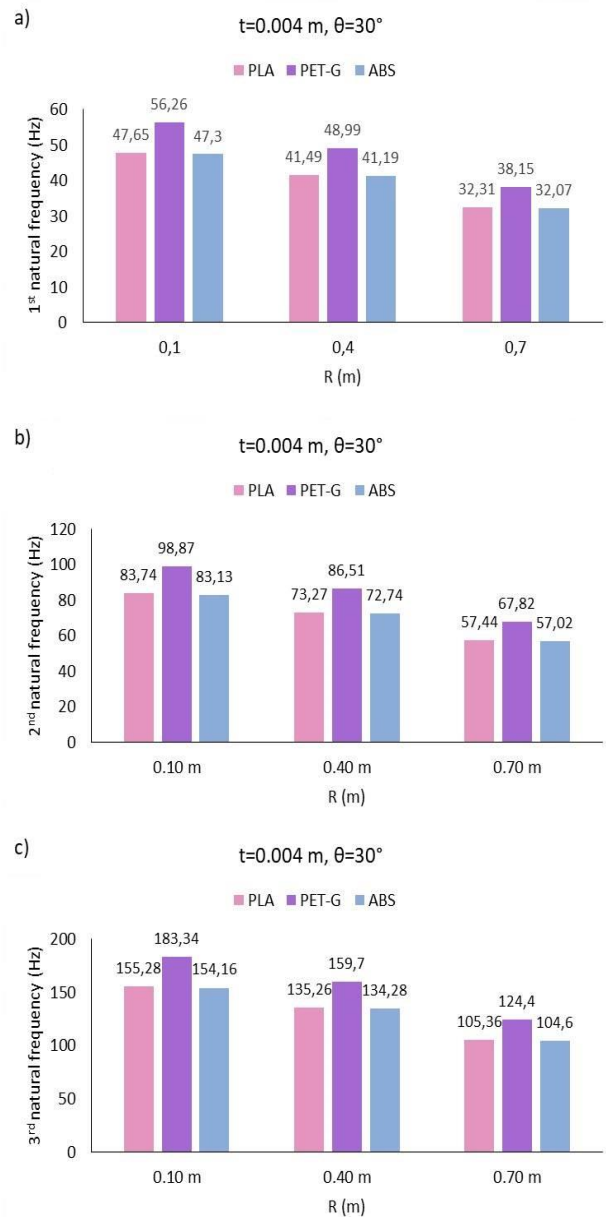 a)
t=0.004 m, θ=30°
PLA PET-G ABS
1st natural frequency (Hz)
60
50
40
30
20
10
0
47,65 56,26 47,3
41,49 48,99 41,19
32,31 38,15 32,07
0,1 0,4 0,7
R (m)
b)
t=0.004 m, θ=30°
PLA PET-G ABS
2nd natural frequency (Hz)
120
100
80
60
40
20
0
83,74 98,87 83,13
73,27 86,51 72,74
57,44 67,82 57,02
0.10 m 0.40 m 0.70 m
R (m)
c)
t=0.004 m, θ=30°
PLA PET-G ABS
3rd natural frequency (Hz)
200
150
100
50
0
155,28 183,34 154,16
135,26 159,7 134,28
105,36 124,4 104,6
0.10 m 0.40 m 0.70 m
R (m)